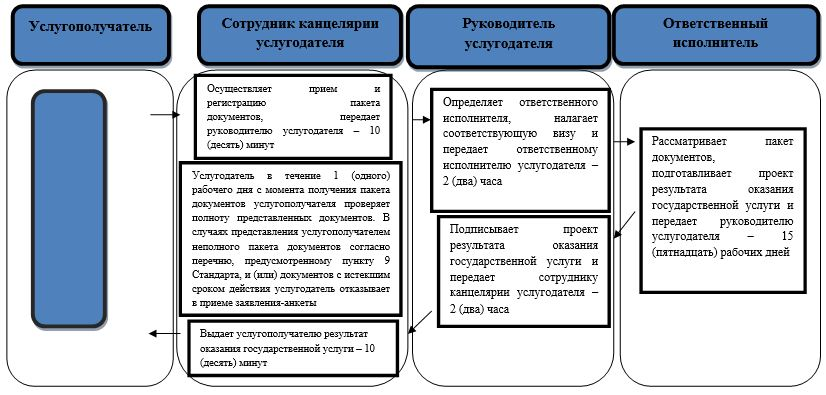 Услугополучатель
Сотрудник канцелярии
услугодателя
Руководитель
услугодателя
Ответственный
исполнитель
Осуществляет прием и
регистрацию пакета
документов, передает
руководителю услугодателя – 10
(десять) минут
Услугодатель в течение 1 (одного)
рабочего дня с момента получения пакета
документов услугополучателя проверяет
полноту представленных документов. В
случаях представления услугополучателем
неполного пакета документов согласно
перечню, предусмотренному пункту 9
Стандарта, и (или) документов с истекшим
сроком действия услугодатель отказывает
в приеме заявления-анкеты
Выдает услугополучателю результат
оказания государственной услуги – 10
(десять) минут
Определяет ответственного
исполнителя, налагает
соответствующую визу и
передает ответственному
исполнителю услугодателя –
2 (два) часа
Подписывает проект
результата оказания
государственной услуги и
передает сотруднику
канцелярии услугодателя –
2 (два) часа
Рассматривает пакет
документов,
подготавливает проект
результата оказания
государственной услуги и
передает руководителю
услугодателя – 15
(пятнадцать) рабочих дней